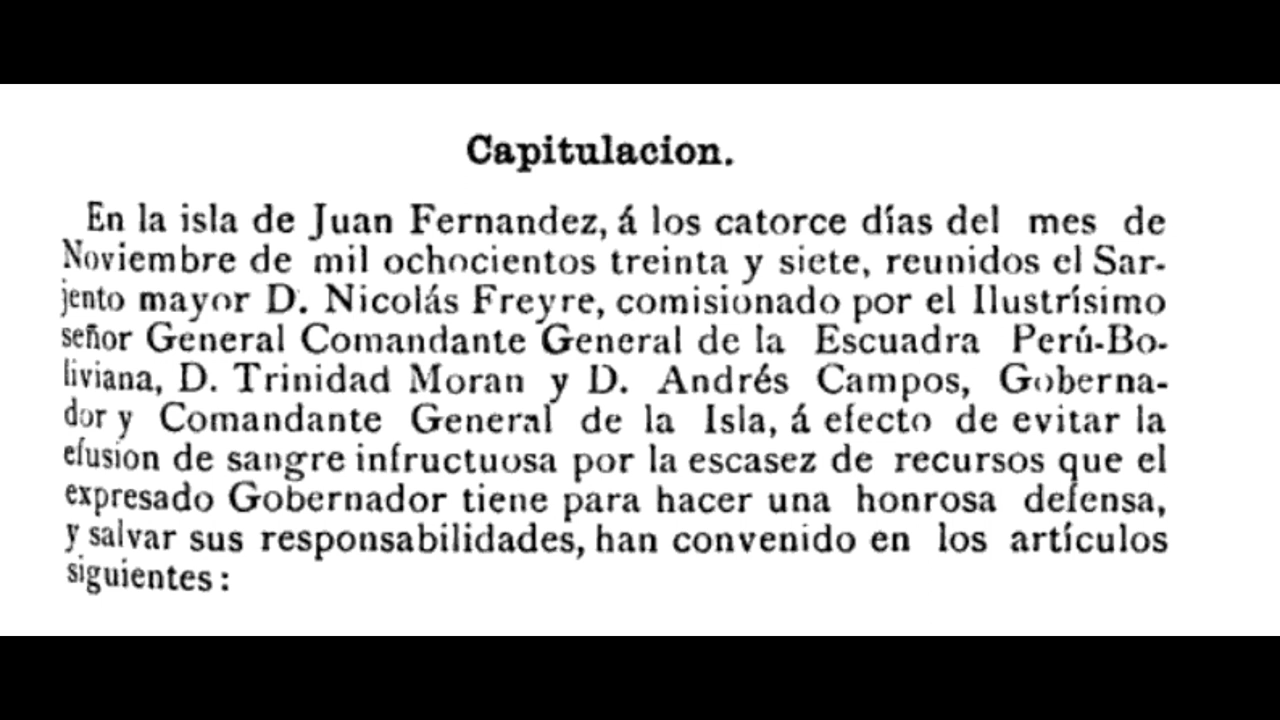 Capitulacion.
En la isla de Juan Fernandez, á los catorce días del mes de
Noviembre de mil ochocientos treinta y siete, reunidos el Sar-
jento mayor D. Nicolás Freyre, comisionado por el Ilustrísimo
señor General Comandante General de la Escuadra Perú-Bo-
liviana, D. Trinidad Moran y D. Andrés Campos, Goberna-
dor y Comandante General de la Isla, á efecto de evitar la
efusion de sangre infructuosa por la escasez de recursos que el
expresado Gobernador tiene para hacer una honrosa defensa,
y salvar sus responsabilidades, han convenido en los artículos
siguientes: